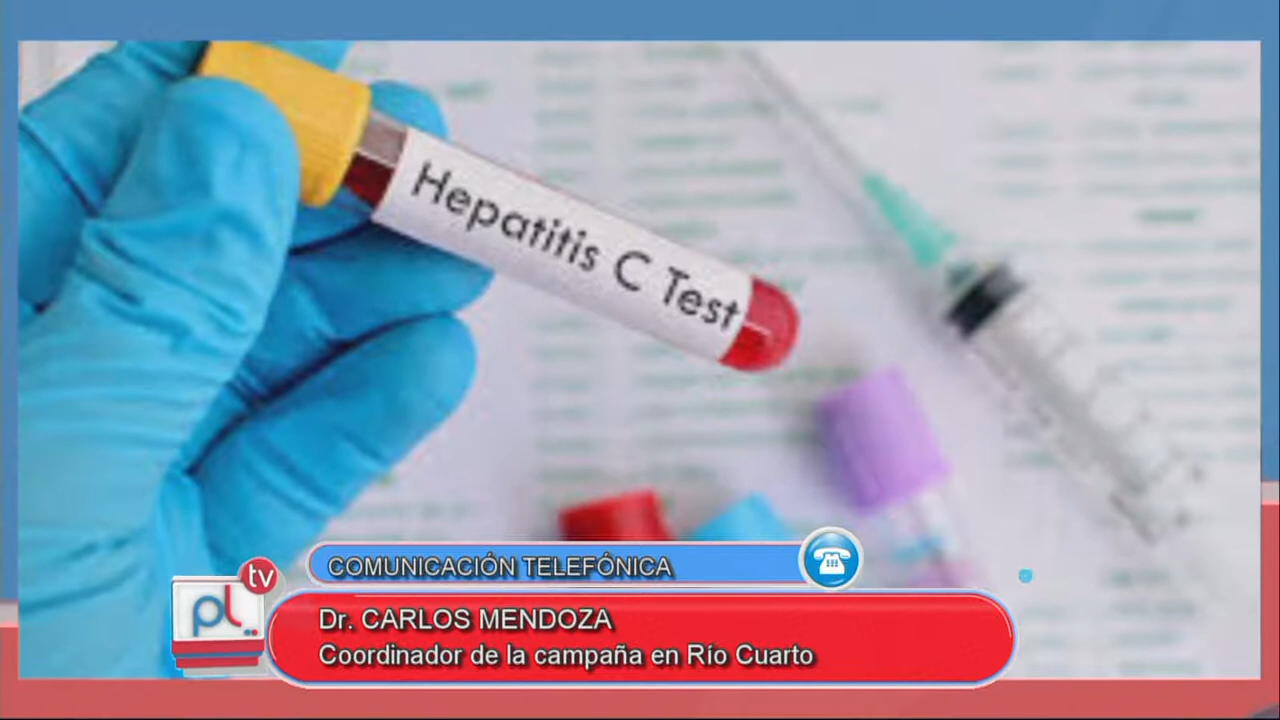 Hepatitis C Test
COMUNICACIÓN TELEFÓNICA
tv
pl..
Dr. CARLOS MENDOZA
Coordinador de la campaña en Río Cuarto